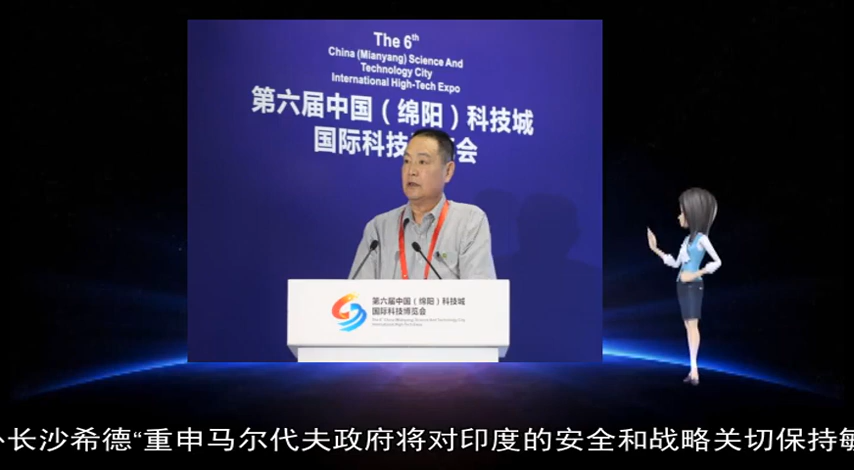 The 6th
China (Mianyang) Science And
Technology City
International High-Tech Expo
第六届中国（绵阳）科技城
国际科技博览会
第六届中国（绵阳）科技城
国际科技博览会
长沙希德“重申马尔代夫政府将对印度的安全和战略关切保持敏